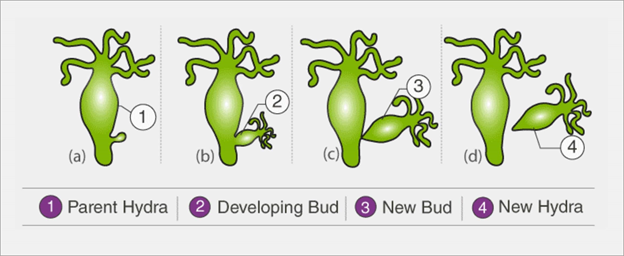 1
2
3
4
(a)
(b)
(c)
(d)
1 Parent Hydra
2 Developing Bud
3 New Bud
4 New Hydra